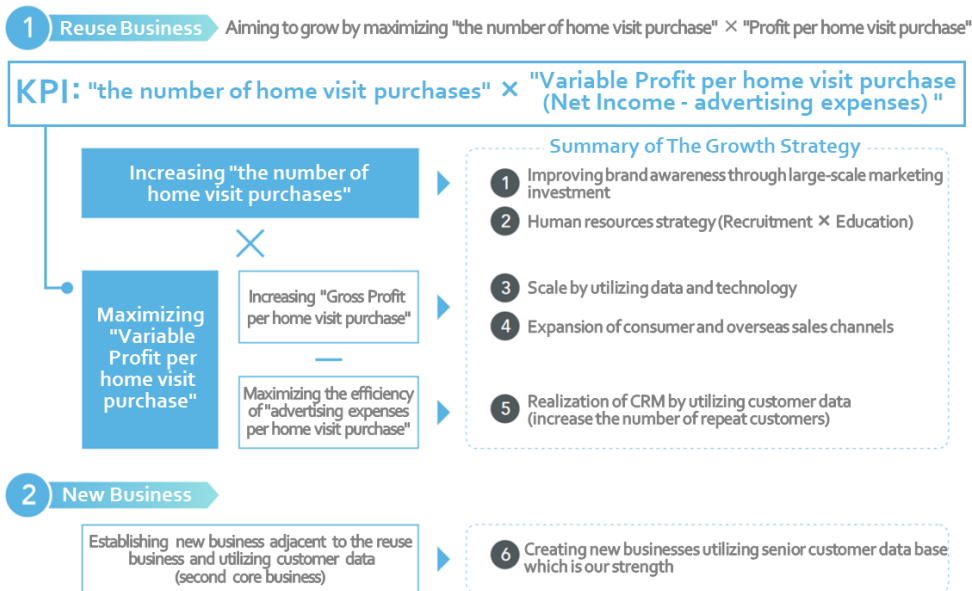 1 Reuse Business Aiming to grow by maximizing "the number of home visit purchase" × "Profit per home visit purchase"
KPI: "the number of home visit purchases" × "Variable Profit per home visit purchase
(Net Income - advertising expenses) "
Summary of The Growth Strategy
Increasing "the number of
home visit purchases"
1 Improving brand awareness through large-scale marketing
investment
2 Human resources strategy (Recruitment × Education)
×
Maximizing
"Variable
Profit per
home visit
purchase"
Increasing "Gross Profit
per home visit purchase"
3 Scale by utilizing data and technology
4 Expansion of consumer and overseas sales channels
—
Maximizing the efficiency
of "advertising expenses
per home visit purchase"
5 Realization of CRM by utilizing customer data
(increase the number of repeat customers)
2 New Business
Establishing new business adjacent to the reuse
business and utilizing customer data
(second core business)
6 Creating new businesses utilizing senior customer data base
which is our strength